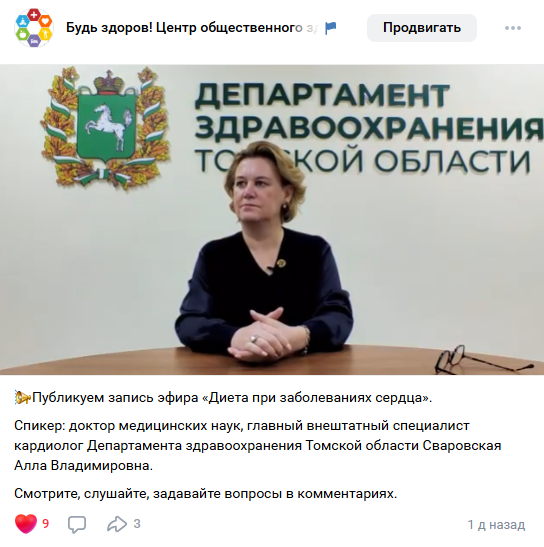 Будь здоров! Центр общественного
Продвигать
ДЕПАРТАМЕНТ
ЗДРАВООХРАНЕНИЯ
ТОМСКОЙ ОБЛАСТИ
Публикуем запись эфира «Диета при заболеваниях сердца».
Спикер: доктор медицинских наук, главный внештатный специалист
кардиолог Департамента здравоохранения Томской области Сваровская
Алла Владимировна.
Смотрите, слушайте, задавайте вопросы в комментариях.
9
3
1 д назад